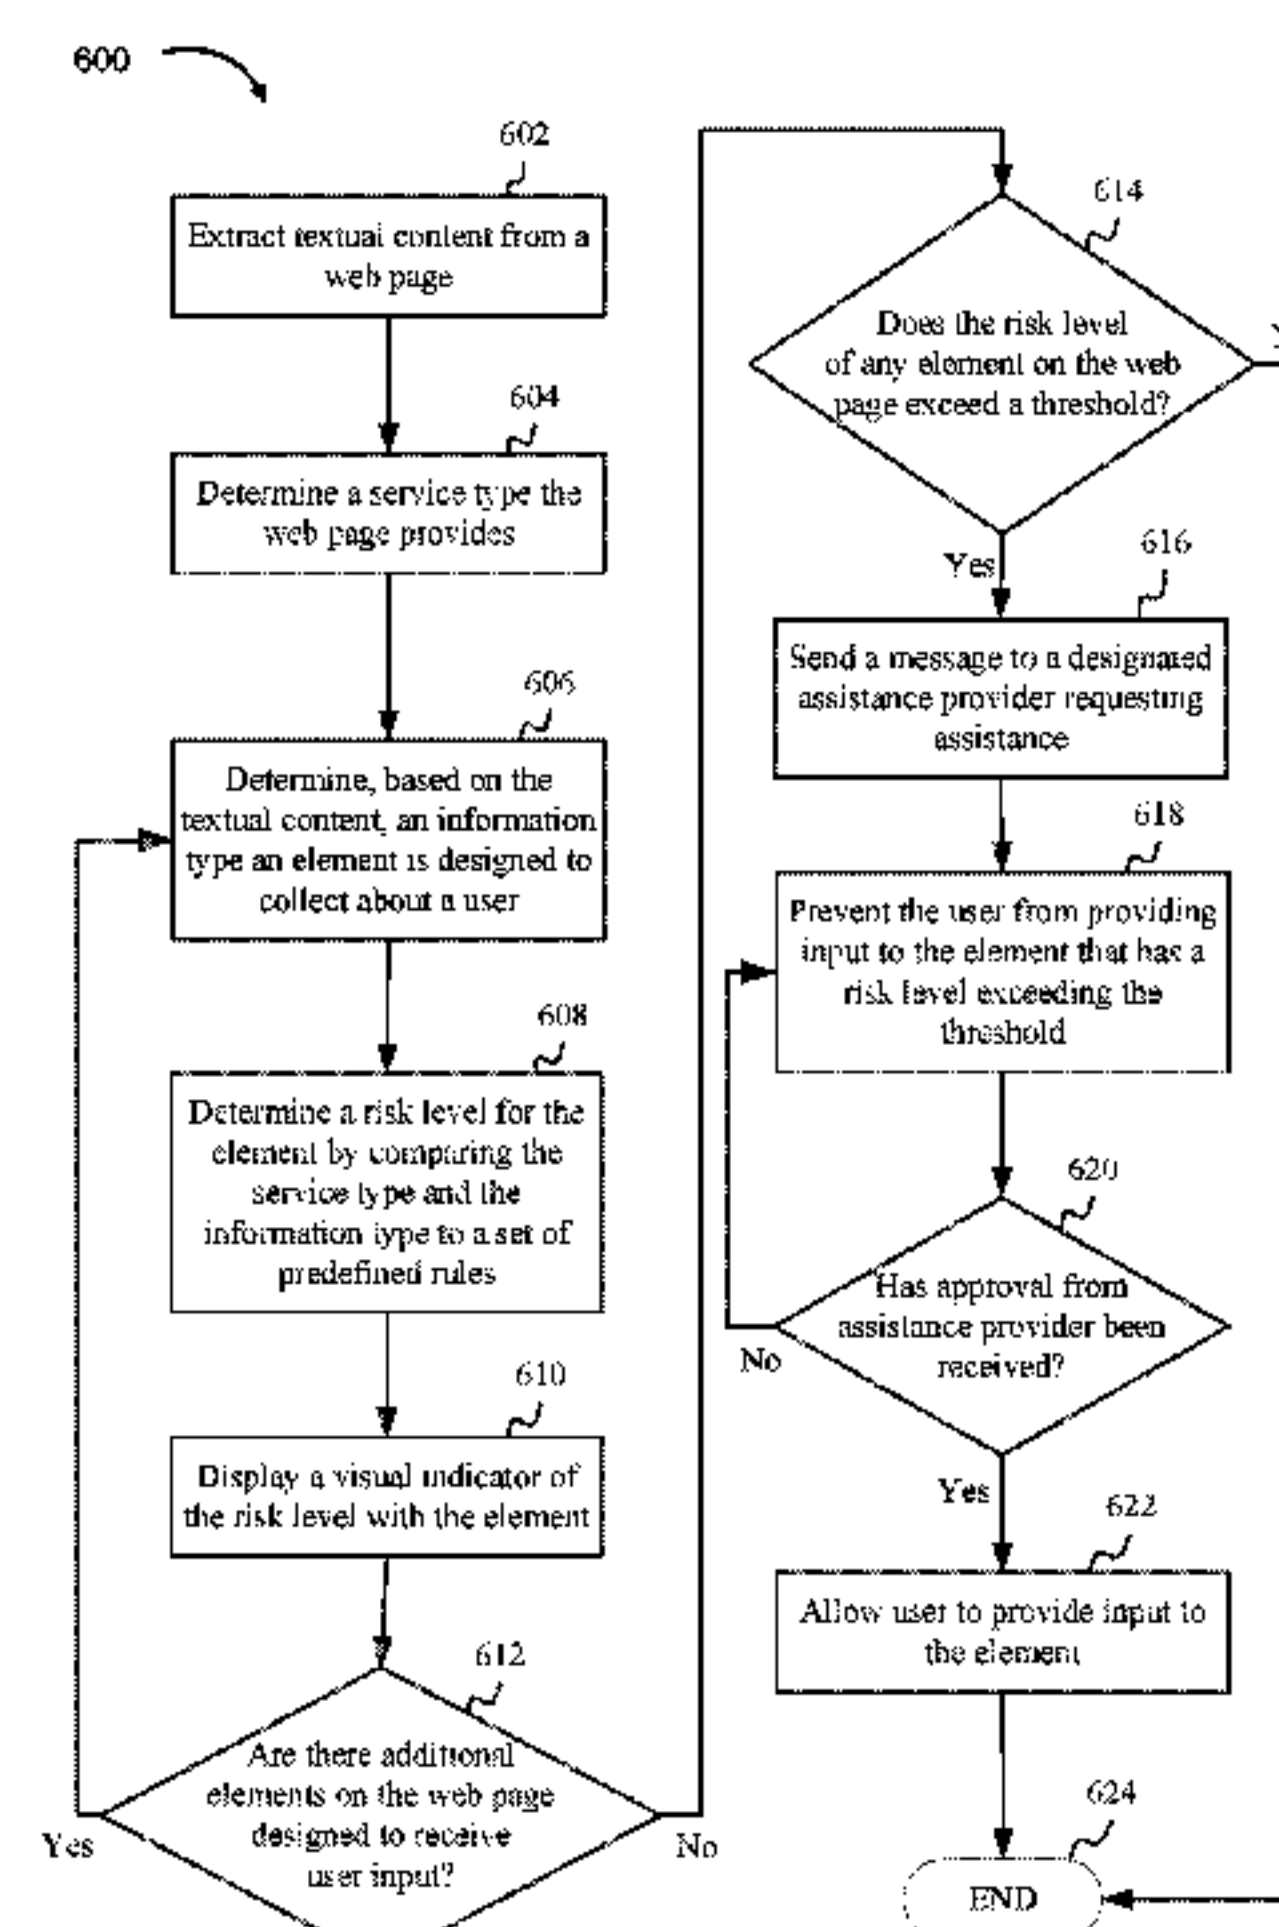 600
602
Extract textual content from a
web page
604
Determine a service type the
web page provides
606
Determine, based on the
textual content, an information
type an element is designed to
collect about a user
608
Determine a risk level for the
element by comparing the
service type and the
information type to a set of
predefined rules
610
Display a visual indicator of
the risk level with the element
612
Are there additional
elements on the web page
designed to receive
user input?
Yes
No
614
Does the risk level
of any element on the web
page exceed a threshold?
Yes
616
Send a message to a designated
assistance provider requesting
assistance
618
Prevent the user from providing
input to the element that has a
risk level exceeding the
threshold
620
Has approval from
assistance provider been
received?
No
Yes
622
Allow user to provide input to
the element
624
END